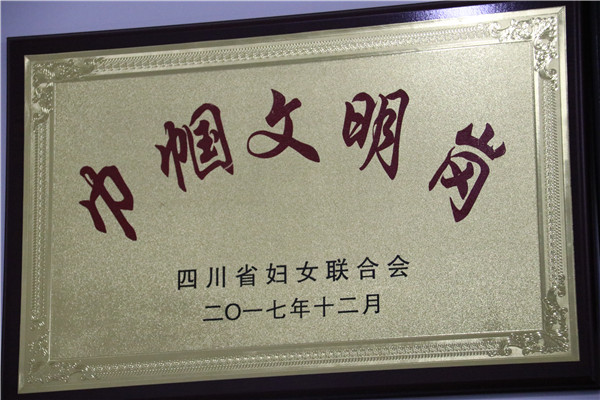 巾帼文明岗
四川省妇女联合会
二〇一七年十二月